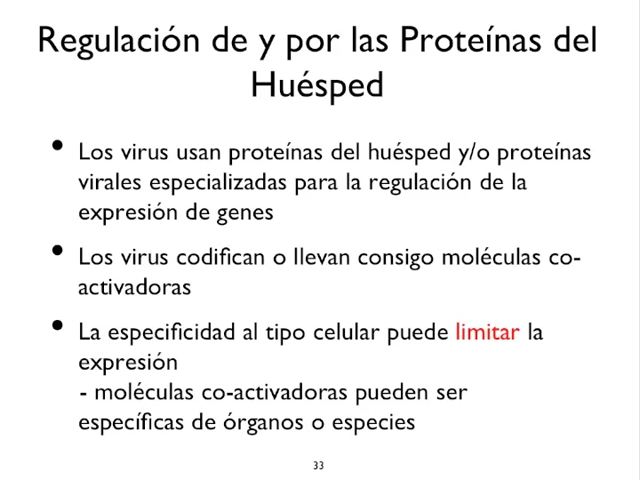 Regulación de y por las Proteínas del
Huésped
• Los virus usan proteínas del huésped y/o proteínas
virales especializadas para la regulación de la
expresión de genes
• Los virus codifican o llevan consigo moléculas co-
activadoras
• La especificidad al tipo celular puede limitar la
expresión
- moléculas co-activadoras pueden ser
específicas de órganos o especies
33